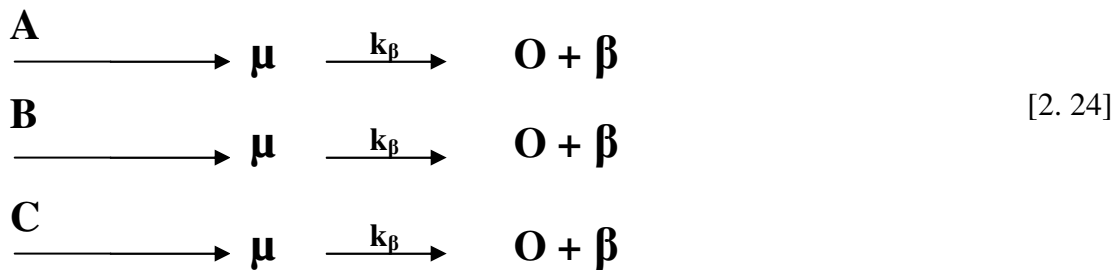 A μ k_β O + β
[2. 24]
B μ k_β O + β
C μ k_β O + β